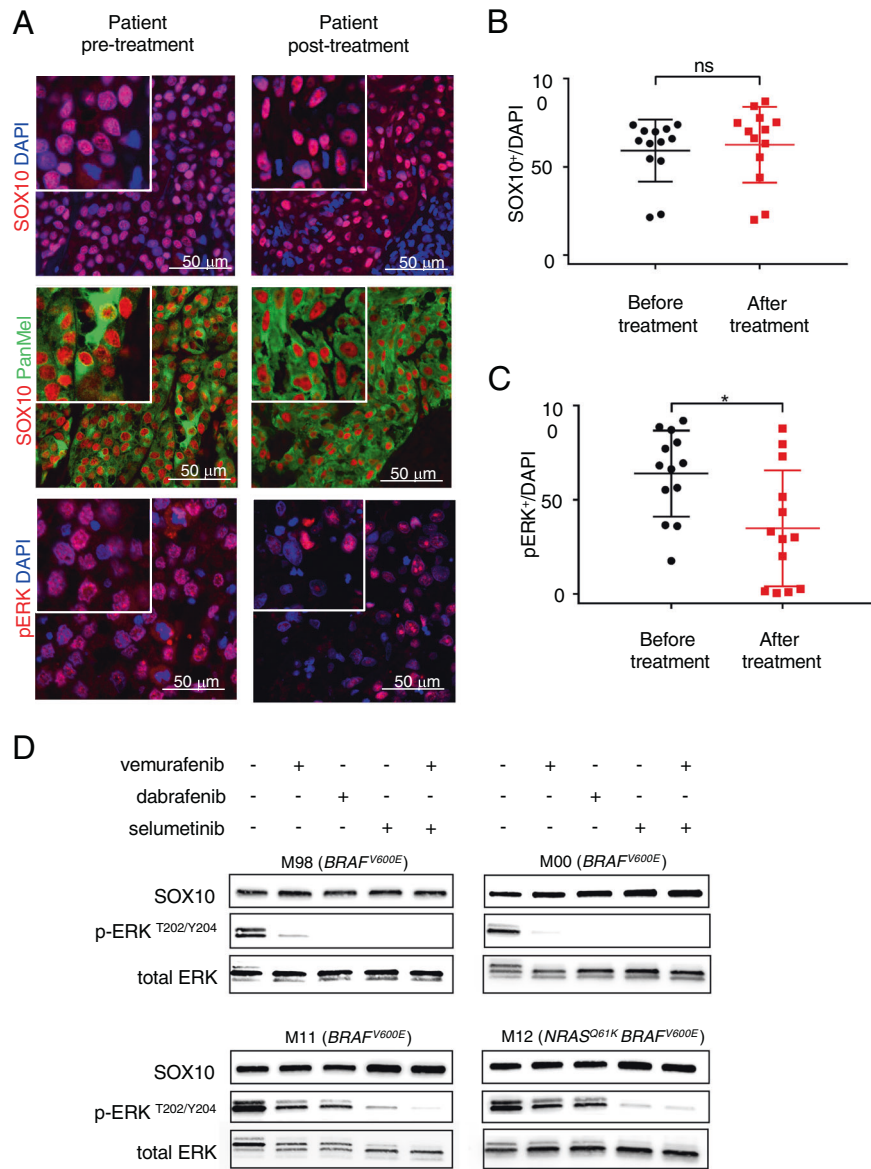 A
Patient
pre-treatment
Patient
post-treatment
SOX10 DAPI
50 µm
50 µm
SOX10 PanMel
50 µm
50 µm
pERK DAPI
50 µm
50 µm
B
ns
SOX10+/DAPI
10
0
50
0
Before
treatment
After
treatment
C
*
pERK+/DAPI
10
0
50
0
Before
treatment
After
treatment
D
vemurafenib - + - - + - + - - +
dabrafenib - - + - - - - + - -
selumetinib - - - + + - - - + +
M98 (BRAFV600E) M00 (BRAFV600E)
SOX10
p-ERK T202/Y204
total ERK
M11 (BRAFV600E) M12 (NRASQ61K BRAFV600E)
SOX10
p-ERK T202/Y204
total ERK